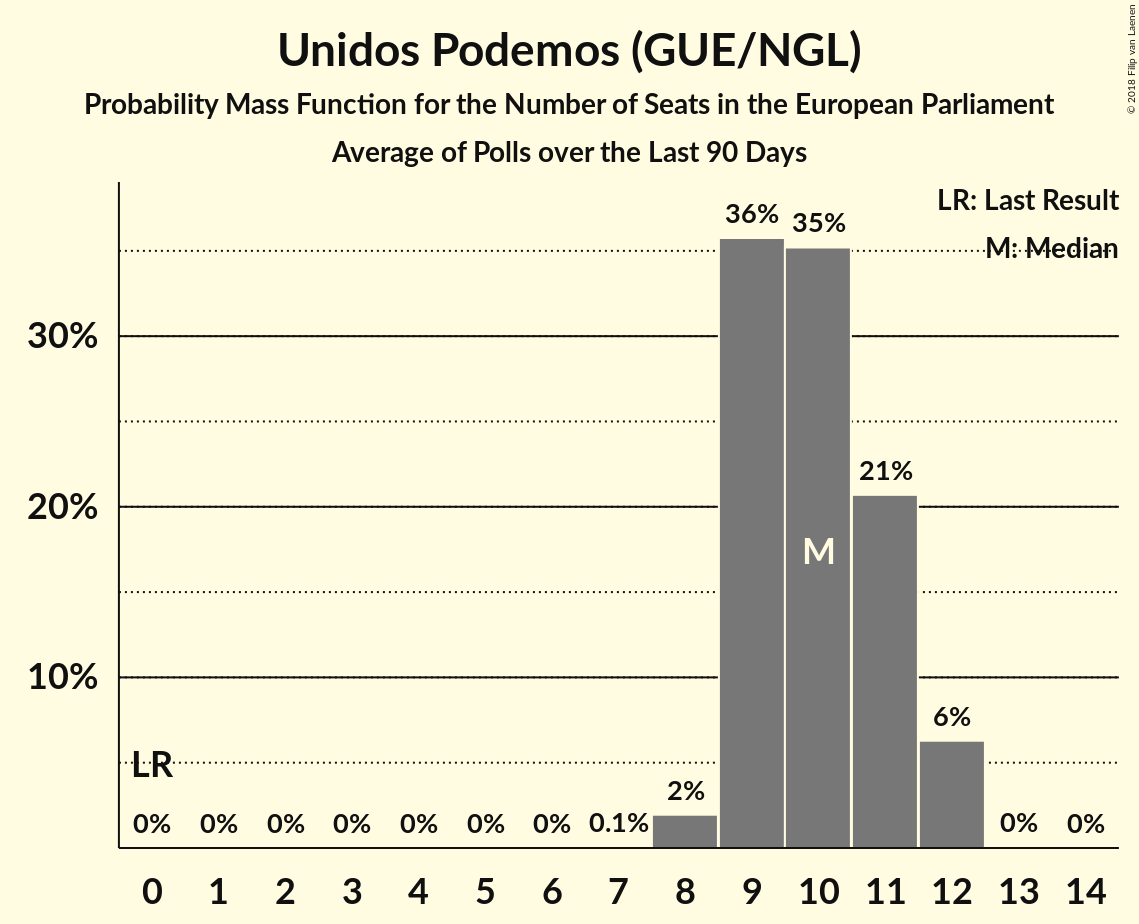 Unidos Podemos (GUE/NGL)
Probability Mass Function for the Number of Seats in the European Parliament
Average of Polls over the Last 90 Days
© 2018 Filip van Laenen
LR: Last Result
M: Median
36%
35%
30%
21%
20%
M
10%
6%
LR
2%
0% 0% 0% 0% 0% 0% 0% 0.1% 0% 0%
0 1 2 3 4 5 6 7 8 9 10 11 12 13 14